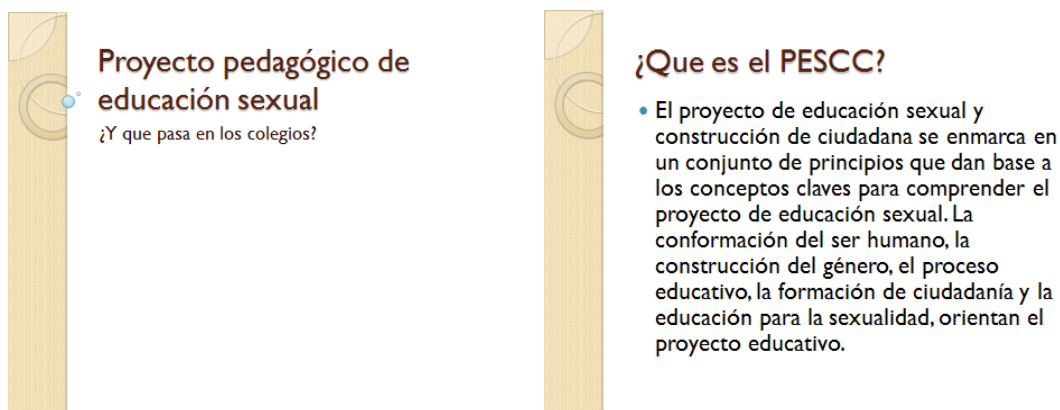 Proyecto pedagógico de
educación sexual
¿Y que pasa en los colegios?
¿Que es el PESCC?
El proyecto de educación sexual y
construcción de ciudadana se enmarca en
un conjunto de principios que dan base a
los conceptos claves para comprender el
proyecto de educación sexual. La
conformación del ser humano, la
construcción del género, el proceso
educativo, la formación de ciudadanía y la
educación para la sexualidad, orientan el
proyecto educativo.